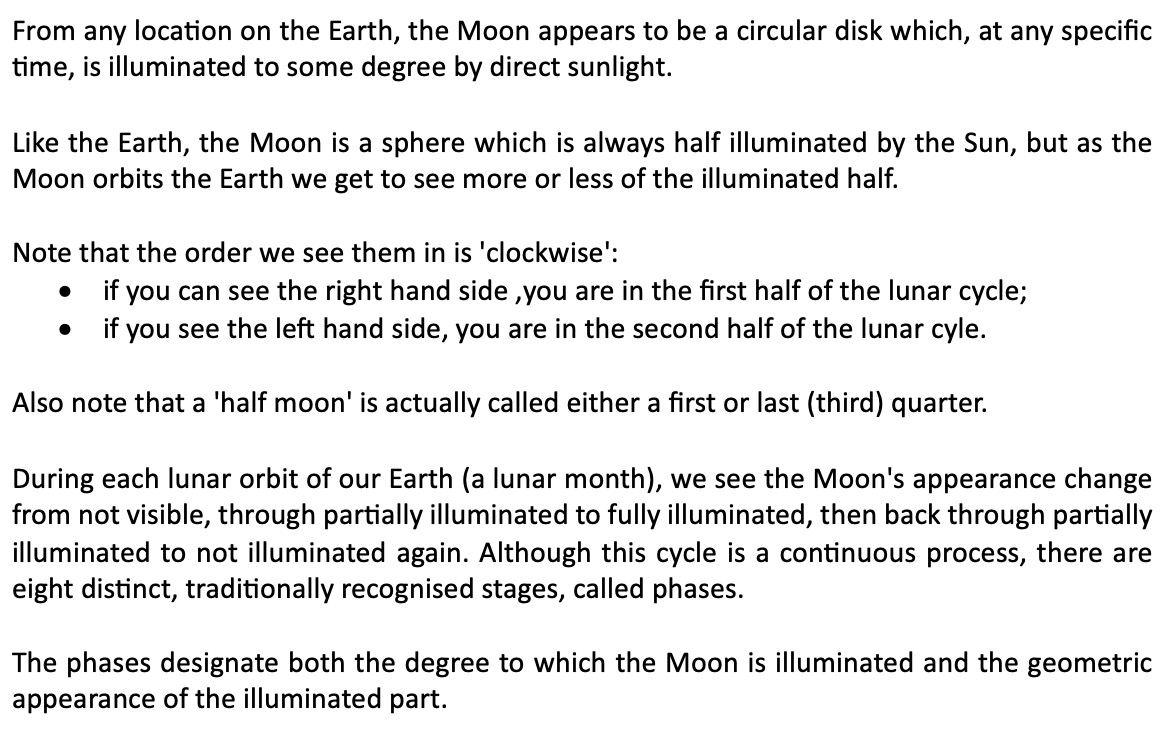 From any location on the Earth, the Moon appears to be a circular disk which, at any specific
time, is illuminated to some degree by direct sunlight.
Like the Earth, the Moon is a sphere which is always half illuminated by the Sun, but as the
Moon orbits the Earth we get to see more or less of the illuminated half.
Note that the order we see them in is 'clockwise':
• if you can see the right hand side ,you are in the first half of the lunar cycle;
• if you see the left hand side, you are in the second half of the lunar cyle.
Also note that a 'half moon' is actually called either a first or last (third) quarter.
During each lunar orbit of our Earth (a lunar month), we see the Moon's appearance change
from not visible, through partially illuminated to fully illuminated, then back through partially
illuminated to not illuminated again. Although this cycle is a continuous process, there are
eight distinct, traditionally recognised stages, called phases.
The phases designate both the degree to which the Moon is illuminated and the geometric
appearance of the illuminated part.